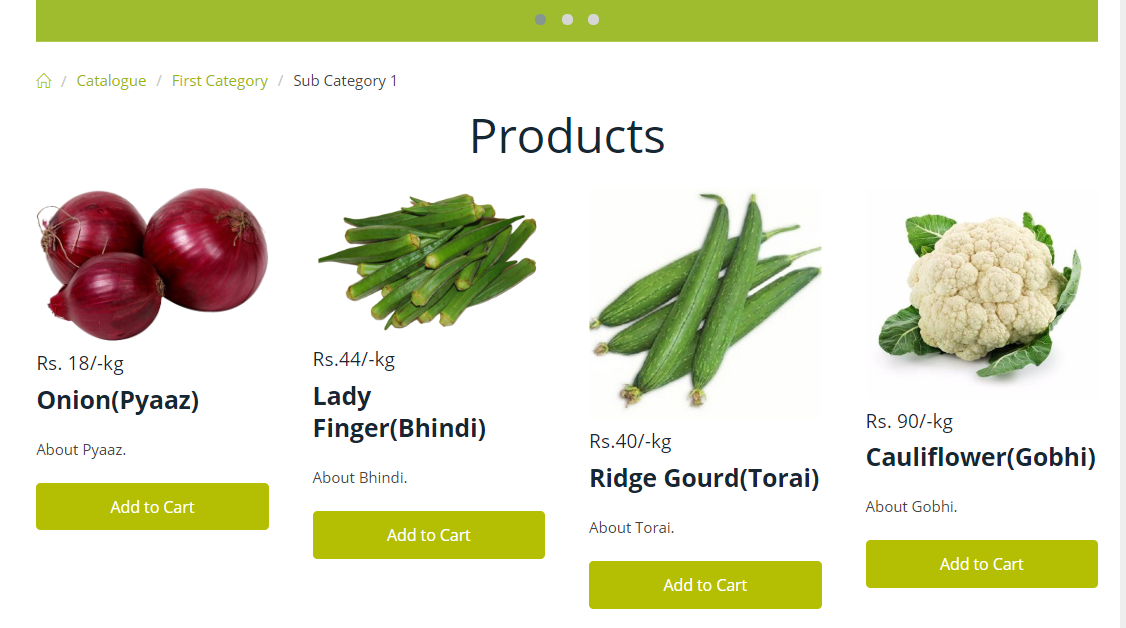 / Catalogue / First Category / Sub Category 1
Products
Rs. 18/-kg
Onion(Pyaaz)
About Pyaaz.
Add to Cart
Rs.44/-kg
Lady
Finger(Bhindi)
About Bhindi.
Add to Cart
Rs.40/-kg
Ridge Gourd(Torai)
About Torai.
Add to Cart
Rs. 90/-kg
Cauliflower(Gobhi)
About Gobhi.
Add to Cart